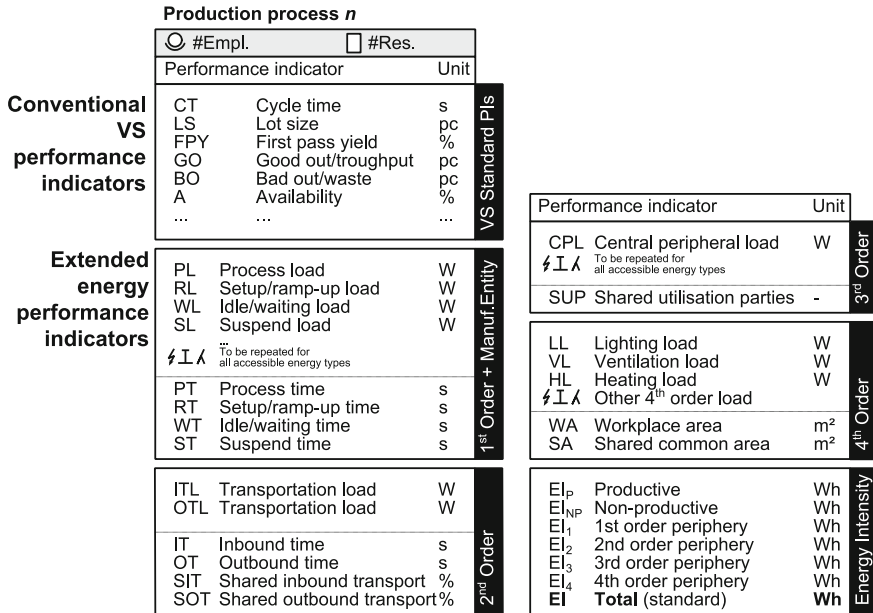 Production process n
#Empl. #Res.
Performance indicator Unit
Conventional
VS
performance
indicators
CT Cycle time s
LS Lot size pc
FPY First pass yield %
GO Good out/troughput pc
BO Bad out/waste pc
A Availability %
... ... ...
VS Standard PIs
Extended
energy
performance
indicators
PL Process load W
RL Setup/ramp-up load W
WL Idle/waiting load W
SL Suspend load W
...
To be repeated for
all accessible energy types
PT Process time s
RT Setup/ramp-up time s
WT Idle/waiting time s
ST Suspend time s
1st Order + Manuf.Entity
ITL Transportation load W
OTL Transportation load W
IT Inbound time s
OT Outbound time s
SIT Shared inbound transport %
SOT Shared outbound transport %
2nd Order
Performance indicator Unit
CPL Central peripheral load W
To be repeated for
all accessible energy types
SUP Shared utilisation parties -
3rd Order
LL Lighting load W
VL Ventilation load W
HL Heating load W
Other 4th order load
WA Workplace area m²
SA Shared common area m²
4th Order
EIP Productive Wh
EINP Non-productive Wh
EI1 1st order periphery Wh
EI2 2nd order periphery Wh
EI3 3rd order periphery Wh
EI4 4th order periphery Wh
EI Total (standard) Wh
Energy Intensity